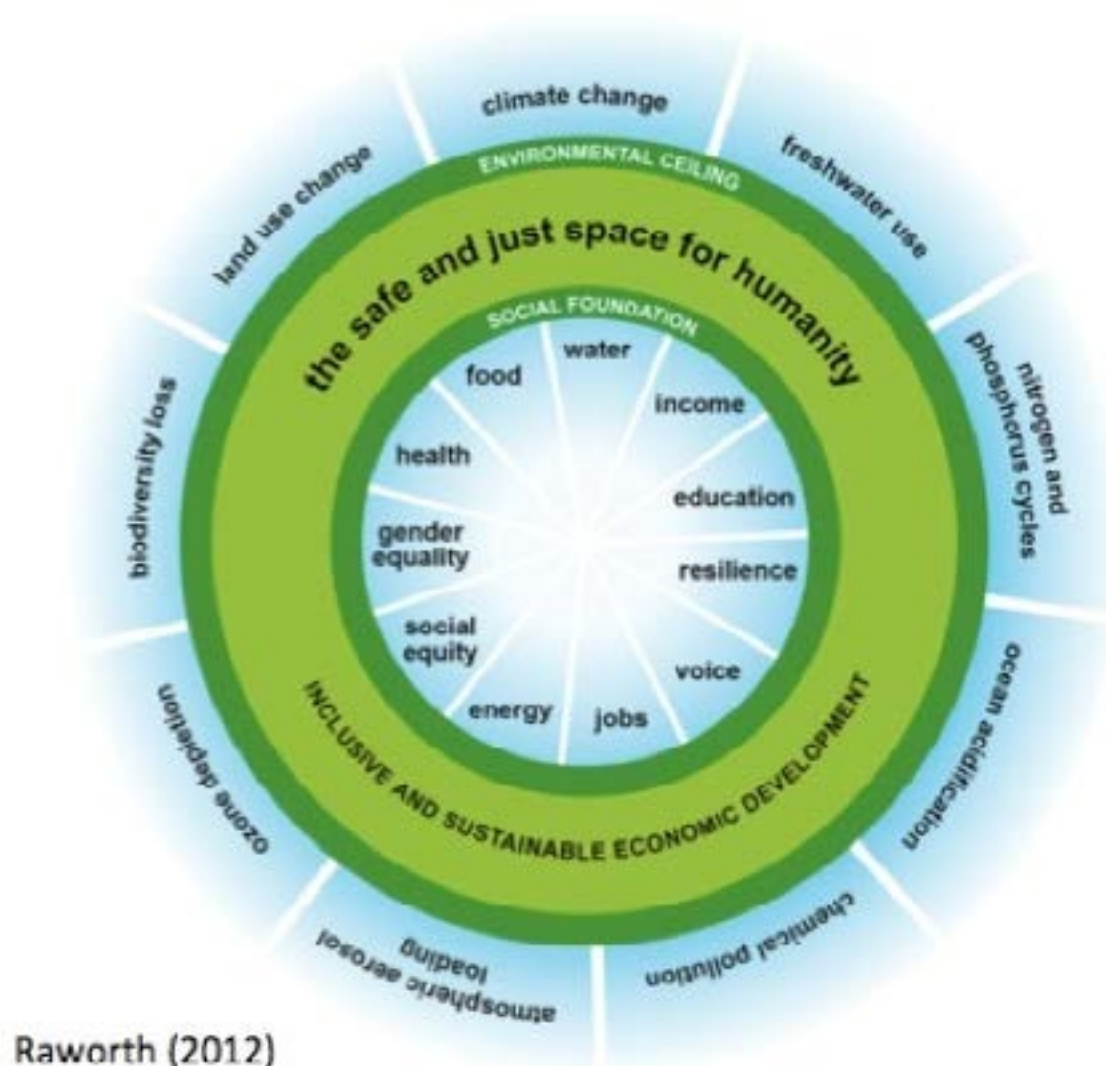 climate change
freshwater use
nitrogen and
phosphorus cycles
ocean acidification
chemical pollution
atmospheric aerosol
loading
ozone depletion
biodiversity loss
land use change
ENVIRONMENTAL CEILING
the safe and just space for humanity
SOCIAL FOUNDATION
water
income
education
resilience
voice
jobs
energy
social
equity
gender
equality
health
food
INCLUSIVE AND SUSTAINABLE ECONOMIC DEVELOPMENT
Raworth (2012)